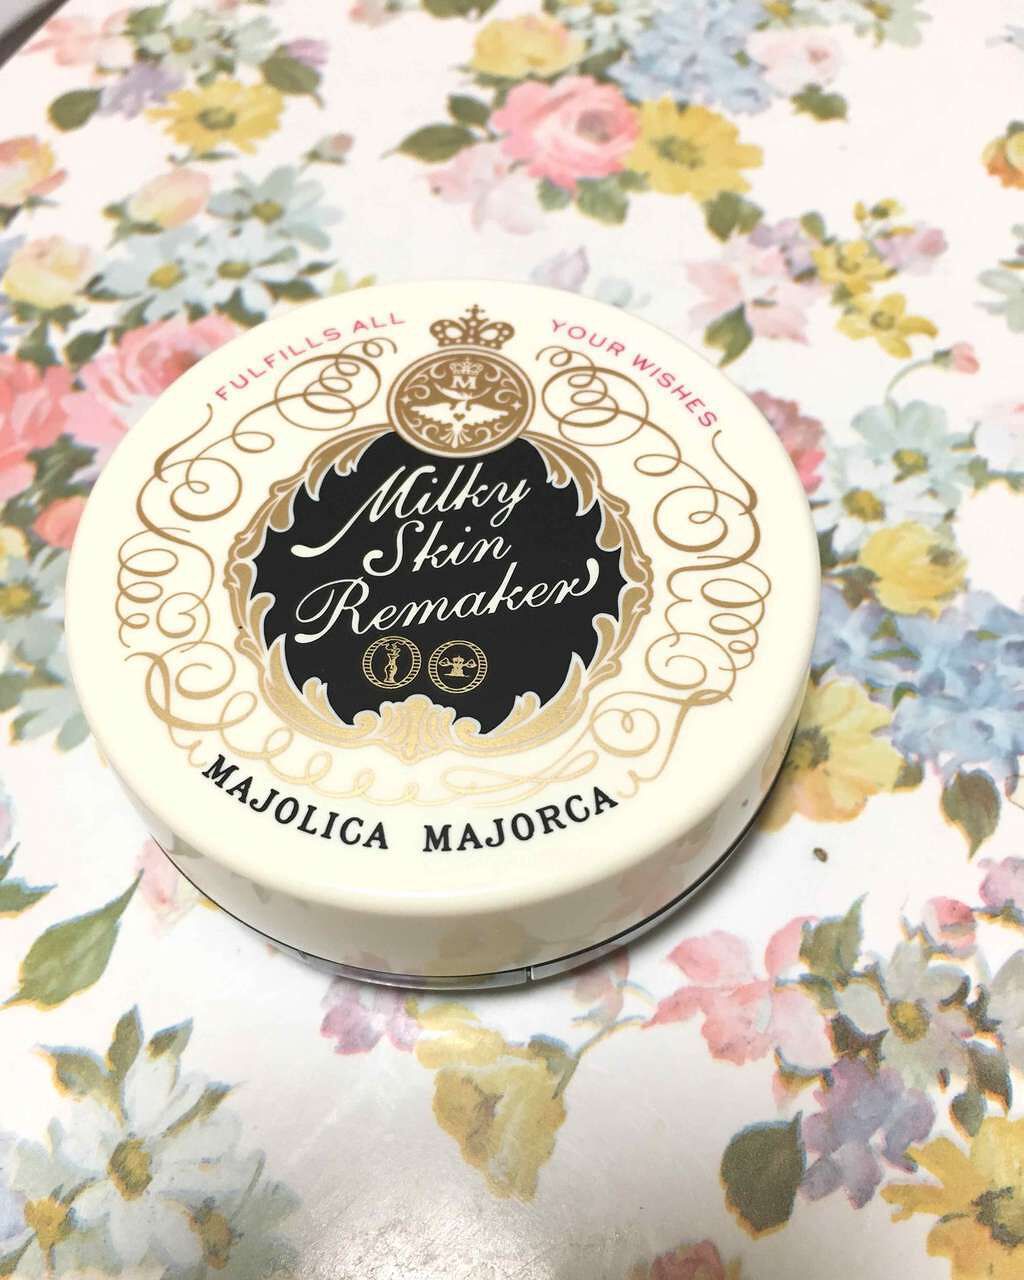 FULFILLS ALL YOUR WISHES
M
Milky
Skin
Remaker
MAJOLICA MAJORCA